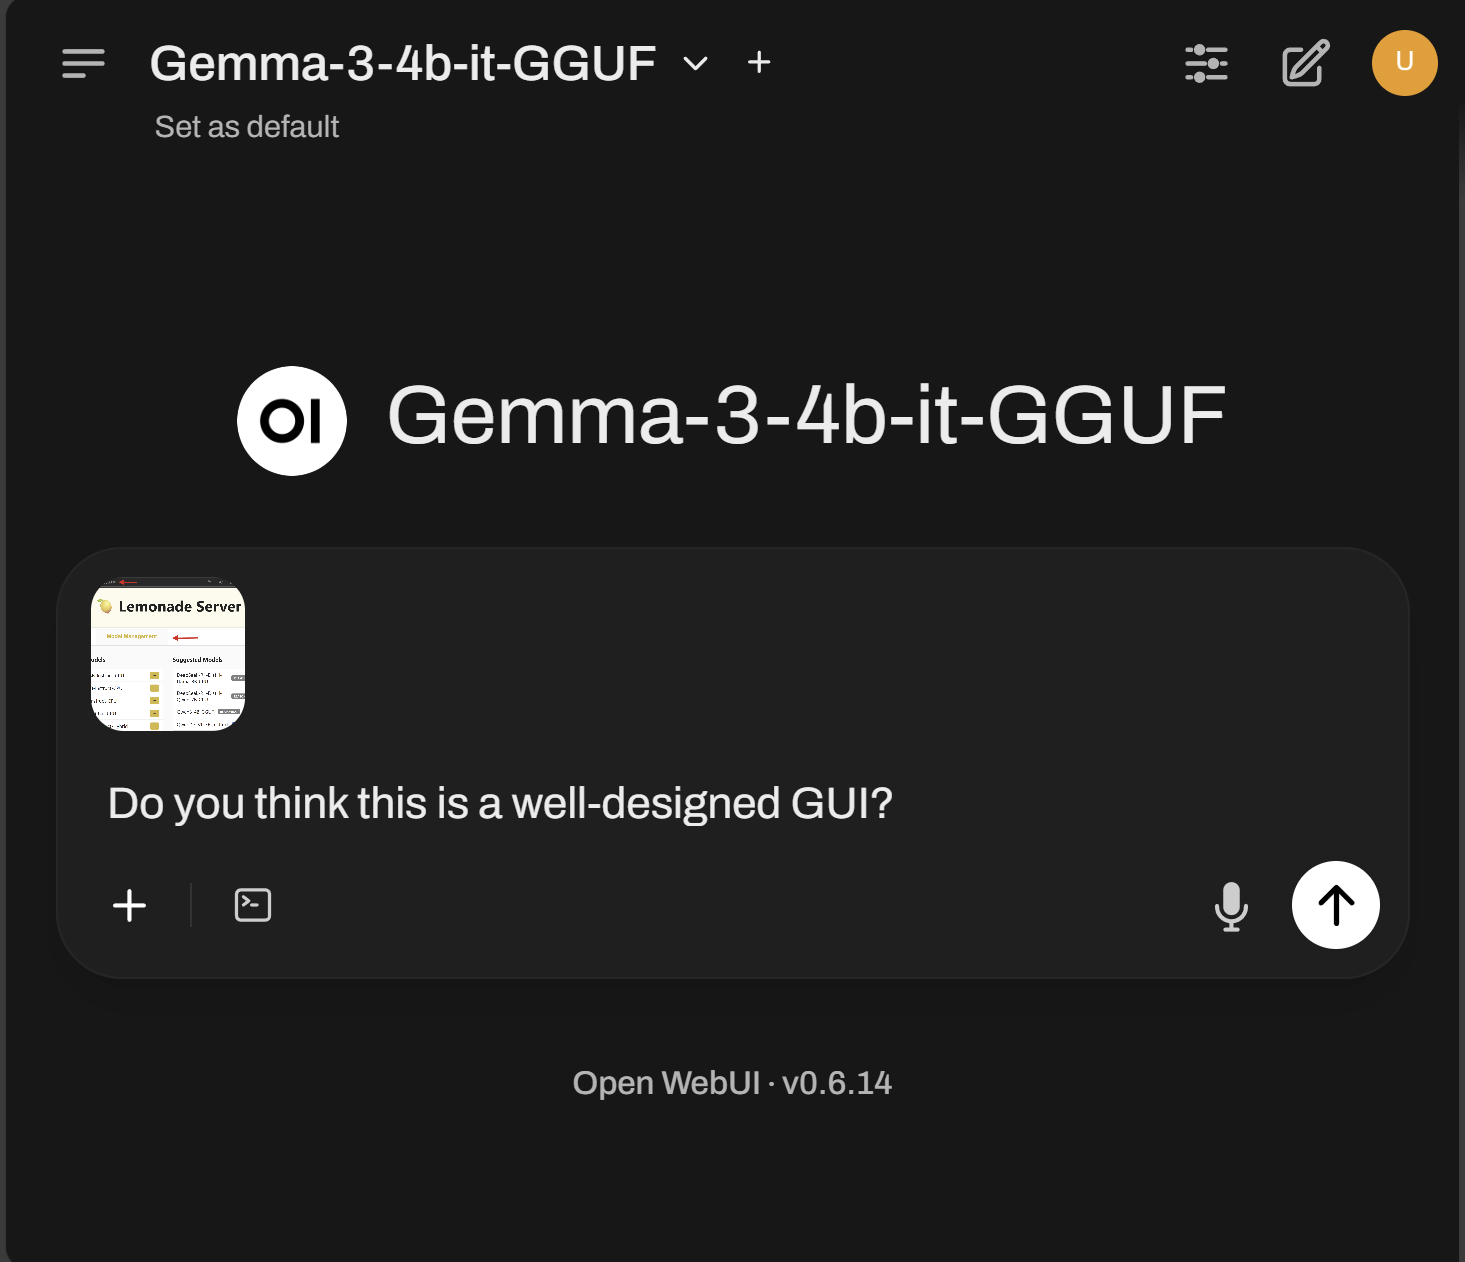 Gemma-3-4b-it-GGUF
U
Set as default
OI
Gemma-3-4b-it-GGUF
Lemonade Server
Model Management
Suggested Models
Do you think this is a well-designed GUI?
Open WebUI · v0.6.14